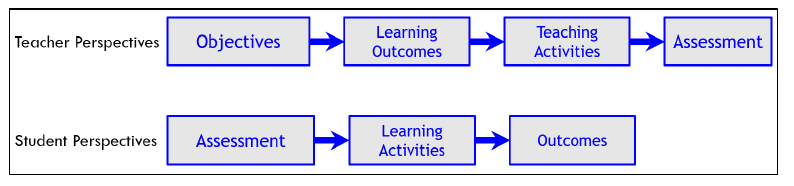 Teacher Perspectives
Objectives
Learning
Outcomes
Teaching
Activities
Assessment
Student Perspectives
Assessment
Learning
Activities
Outcomes